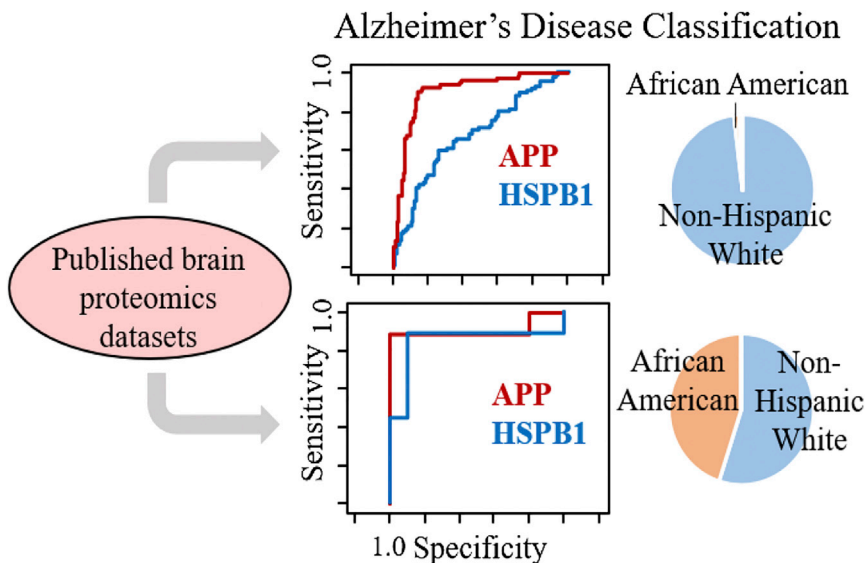 Alzheimer's Disease Classification
Published brain
proteomics
datasets
Sensitivity
1.0
APP
HSPB1
African American
Non-Hispanic
White
Sensitivity
1.0
APP
HSPB1
1.0 Specificity
African
American
Non-
Hispanic
White